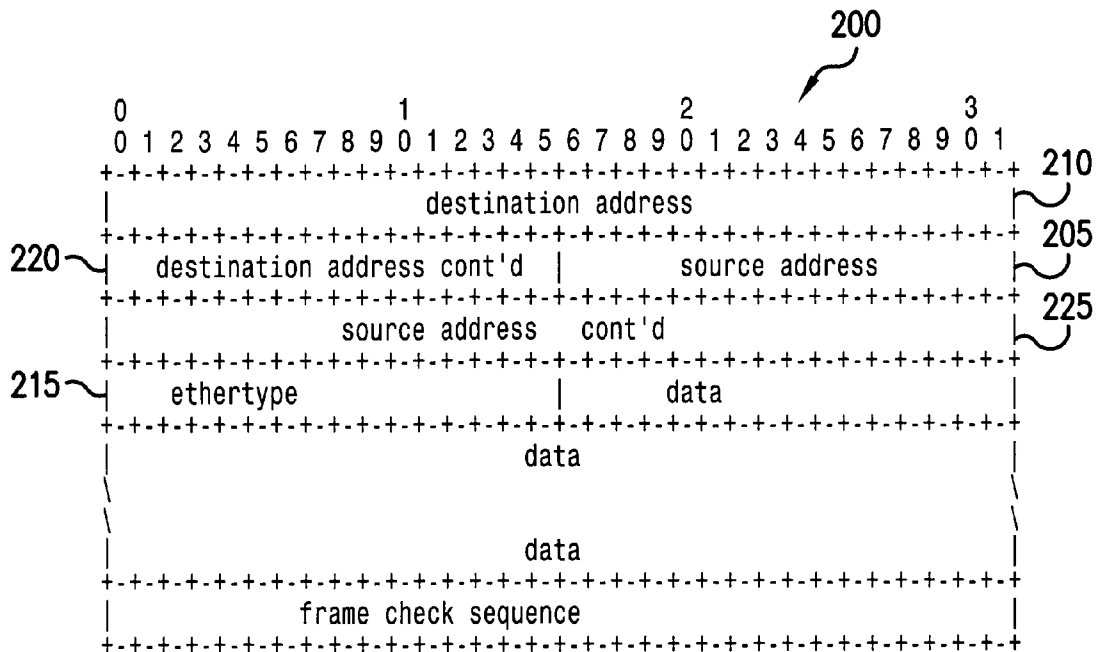 200
0 1 2 3
0 1 2 3 4 5 6 7 8 9 0 1 2 3 4 5 6 7 8 9 0 1 2 3 4 5 6 7 8 9 0 1
+-+-+-+-+-+-+-+-+-+-+-+-+-+-+-+-+-+-+-+-+-+-+-+-+-+-+-+-+-+-+-+-+
| destination address | 210
+-+-+-+-+-+-+-+-+-+-+-+-+-+-+-+-+-+-+-+-+-+-+-+-+-+-+-+-+-+-+-+-+
220 | destination address cont'd | source address | 205
+-+-+-+-+-+-+-+-+-+-+-+-+-+-+-+-+-+-+-+-+-+-+-+-+-+-+-+-+-+-+-+-+
| source address cont'd | 225
+-+-+-+-+-+-+-+-+-+-+-+-+-+-+-+-+-+-+-+-+-+-+-+-+-+-+-+-+-+-+-+-+
215 | ethertype | data |
+-+-+-+-+-+-+-+-+-+-+-+-+-+-+-+-+-+-+-+-+-+-+-+-+-+-+-+-+-+-+-+-+
| data |
\ \
\ \
| data |
+-+-+-+-+-+-+-+-+-+-+-+-+-+-+-+-+-+-+-+-+-+-+-+-+-+-+-+-+-+-+-+-+
| frame check sequence |
+-+-+-+-+-+-+-+-+-+-+-+-+-+-+-+-+-+-+-+-+-+-+-+-+-+-+-+-+-+-+-+-+